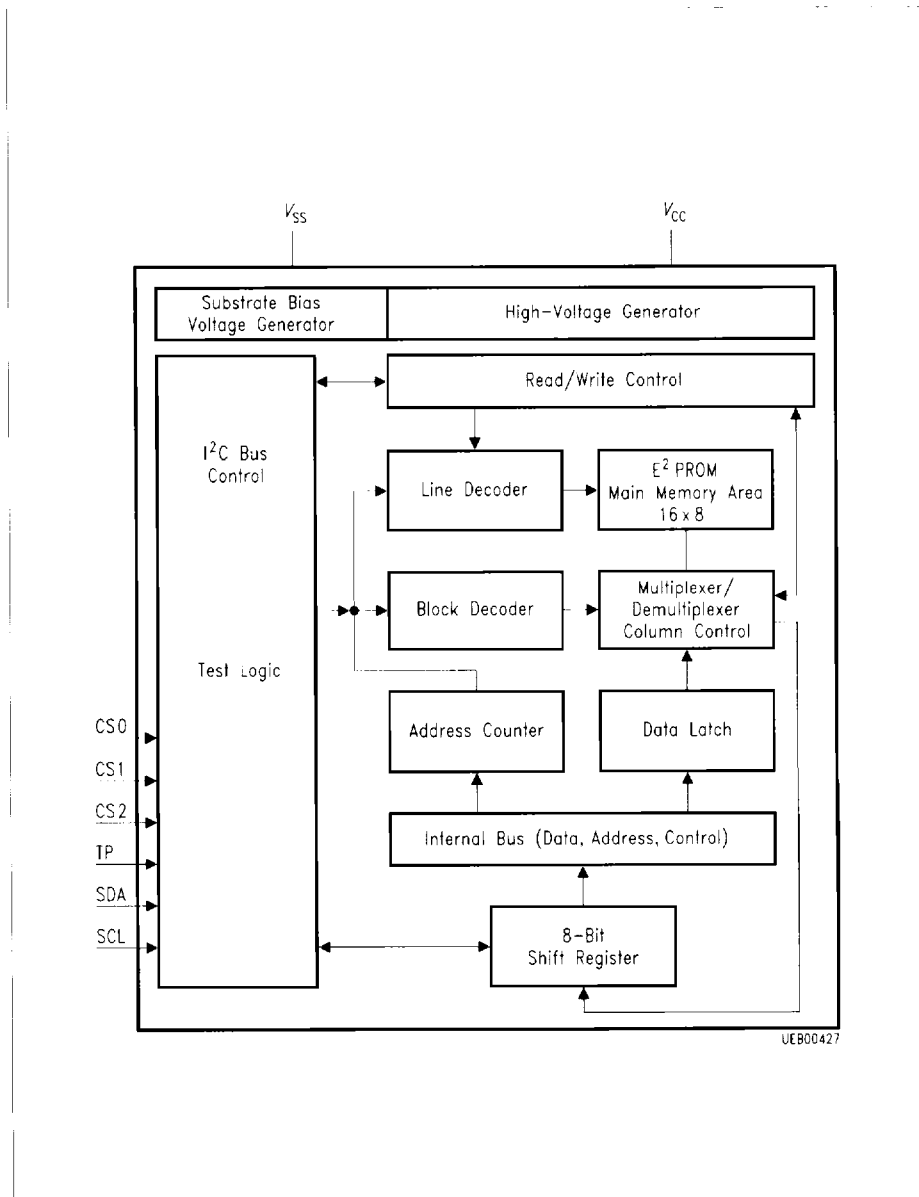 V_SS
V_CC
Substrate Bias
Voltage Generator
High-Voltage Generator
Read/Write Control
I²C Bus
Control
Line Decoder
E² PROM
Main Memory Area
16x8
Block Decoder
Multiplexer/
Demultiplexer
Column Control
Test Logic
CS0
CS1
CS2
TP
SDA
SCL
Address Counter
Data Latch
Internal Bus (Data, Address, Control)
8-Bit
Shift Register
UEB00427